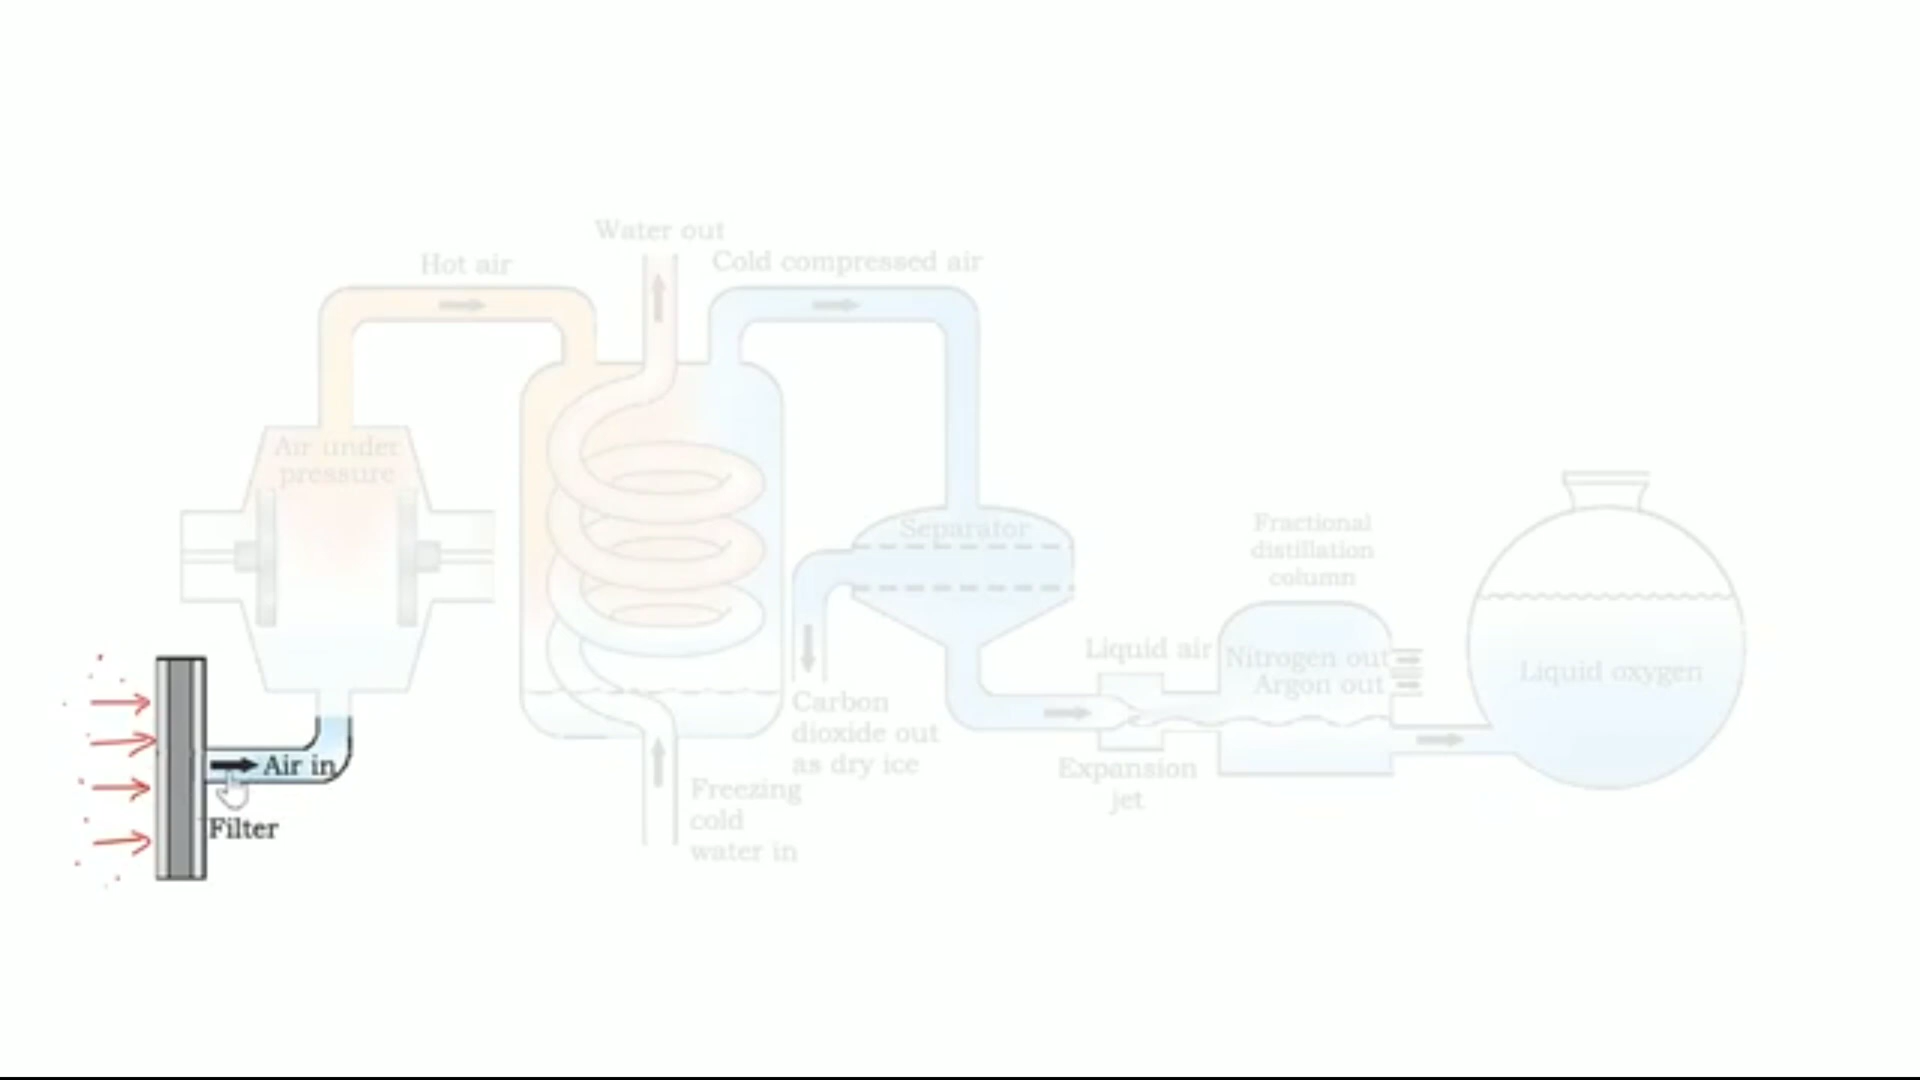 Water out
Hot air
Cold compressed air
Air under
pressure
Separator
Fractional
distillation
column
Liquid air
Nitrogen out
Argon out
Liquid oxygen
Carbon
dioxide out
as dry ice
Air in
Expansion
jet
Freezing
cold
water in
Filter